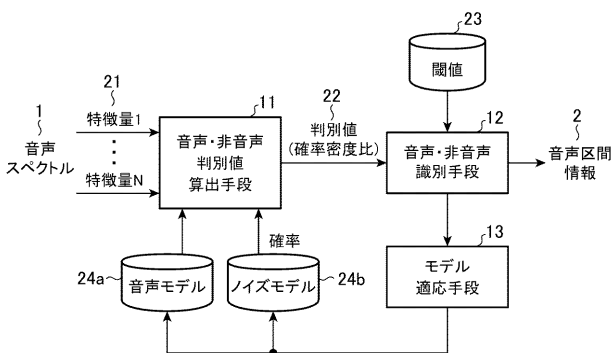 1
音声
スペクトル
21
特徴量1
特徴量N
11
音声・非音声
判別値
算出手段
22
判別値
(確率密度比)
23
閾値
12
音声・非音声
識別手段
2
音声区間
情報
13
モデル
適応手段
確率
24a
音声モデル
ノイズモデル
24b